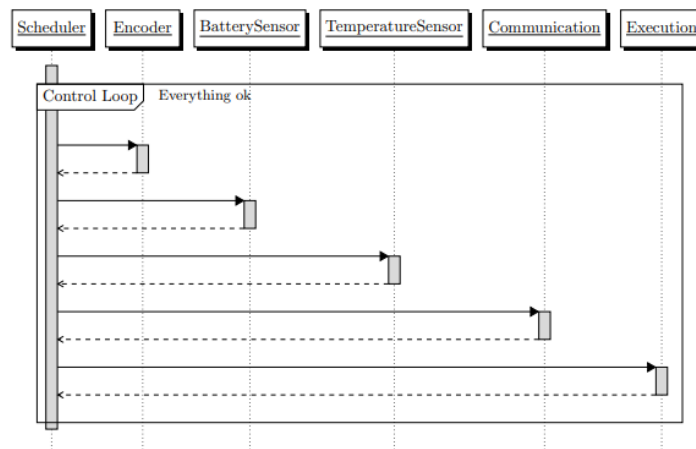 Scheduler Encoder BatterySensor TemperatureSensor Communication Execution
Control Loop Everything ok